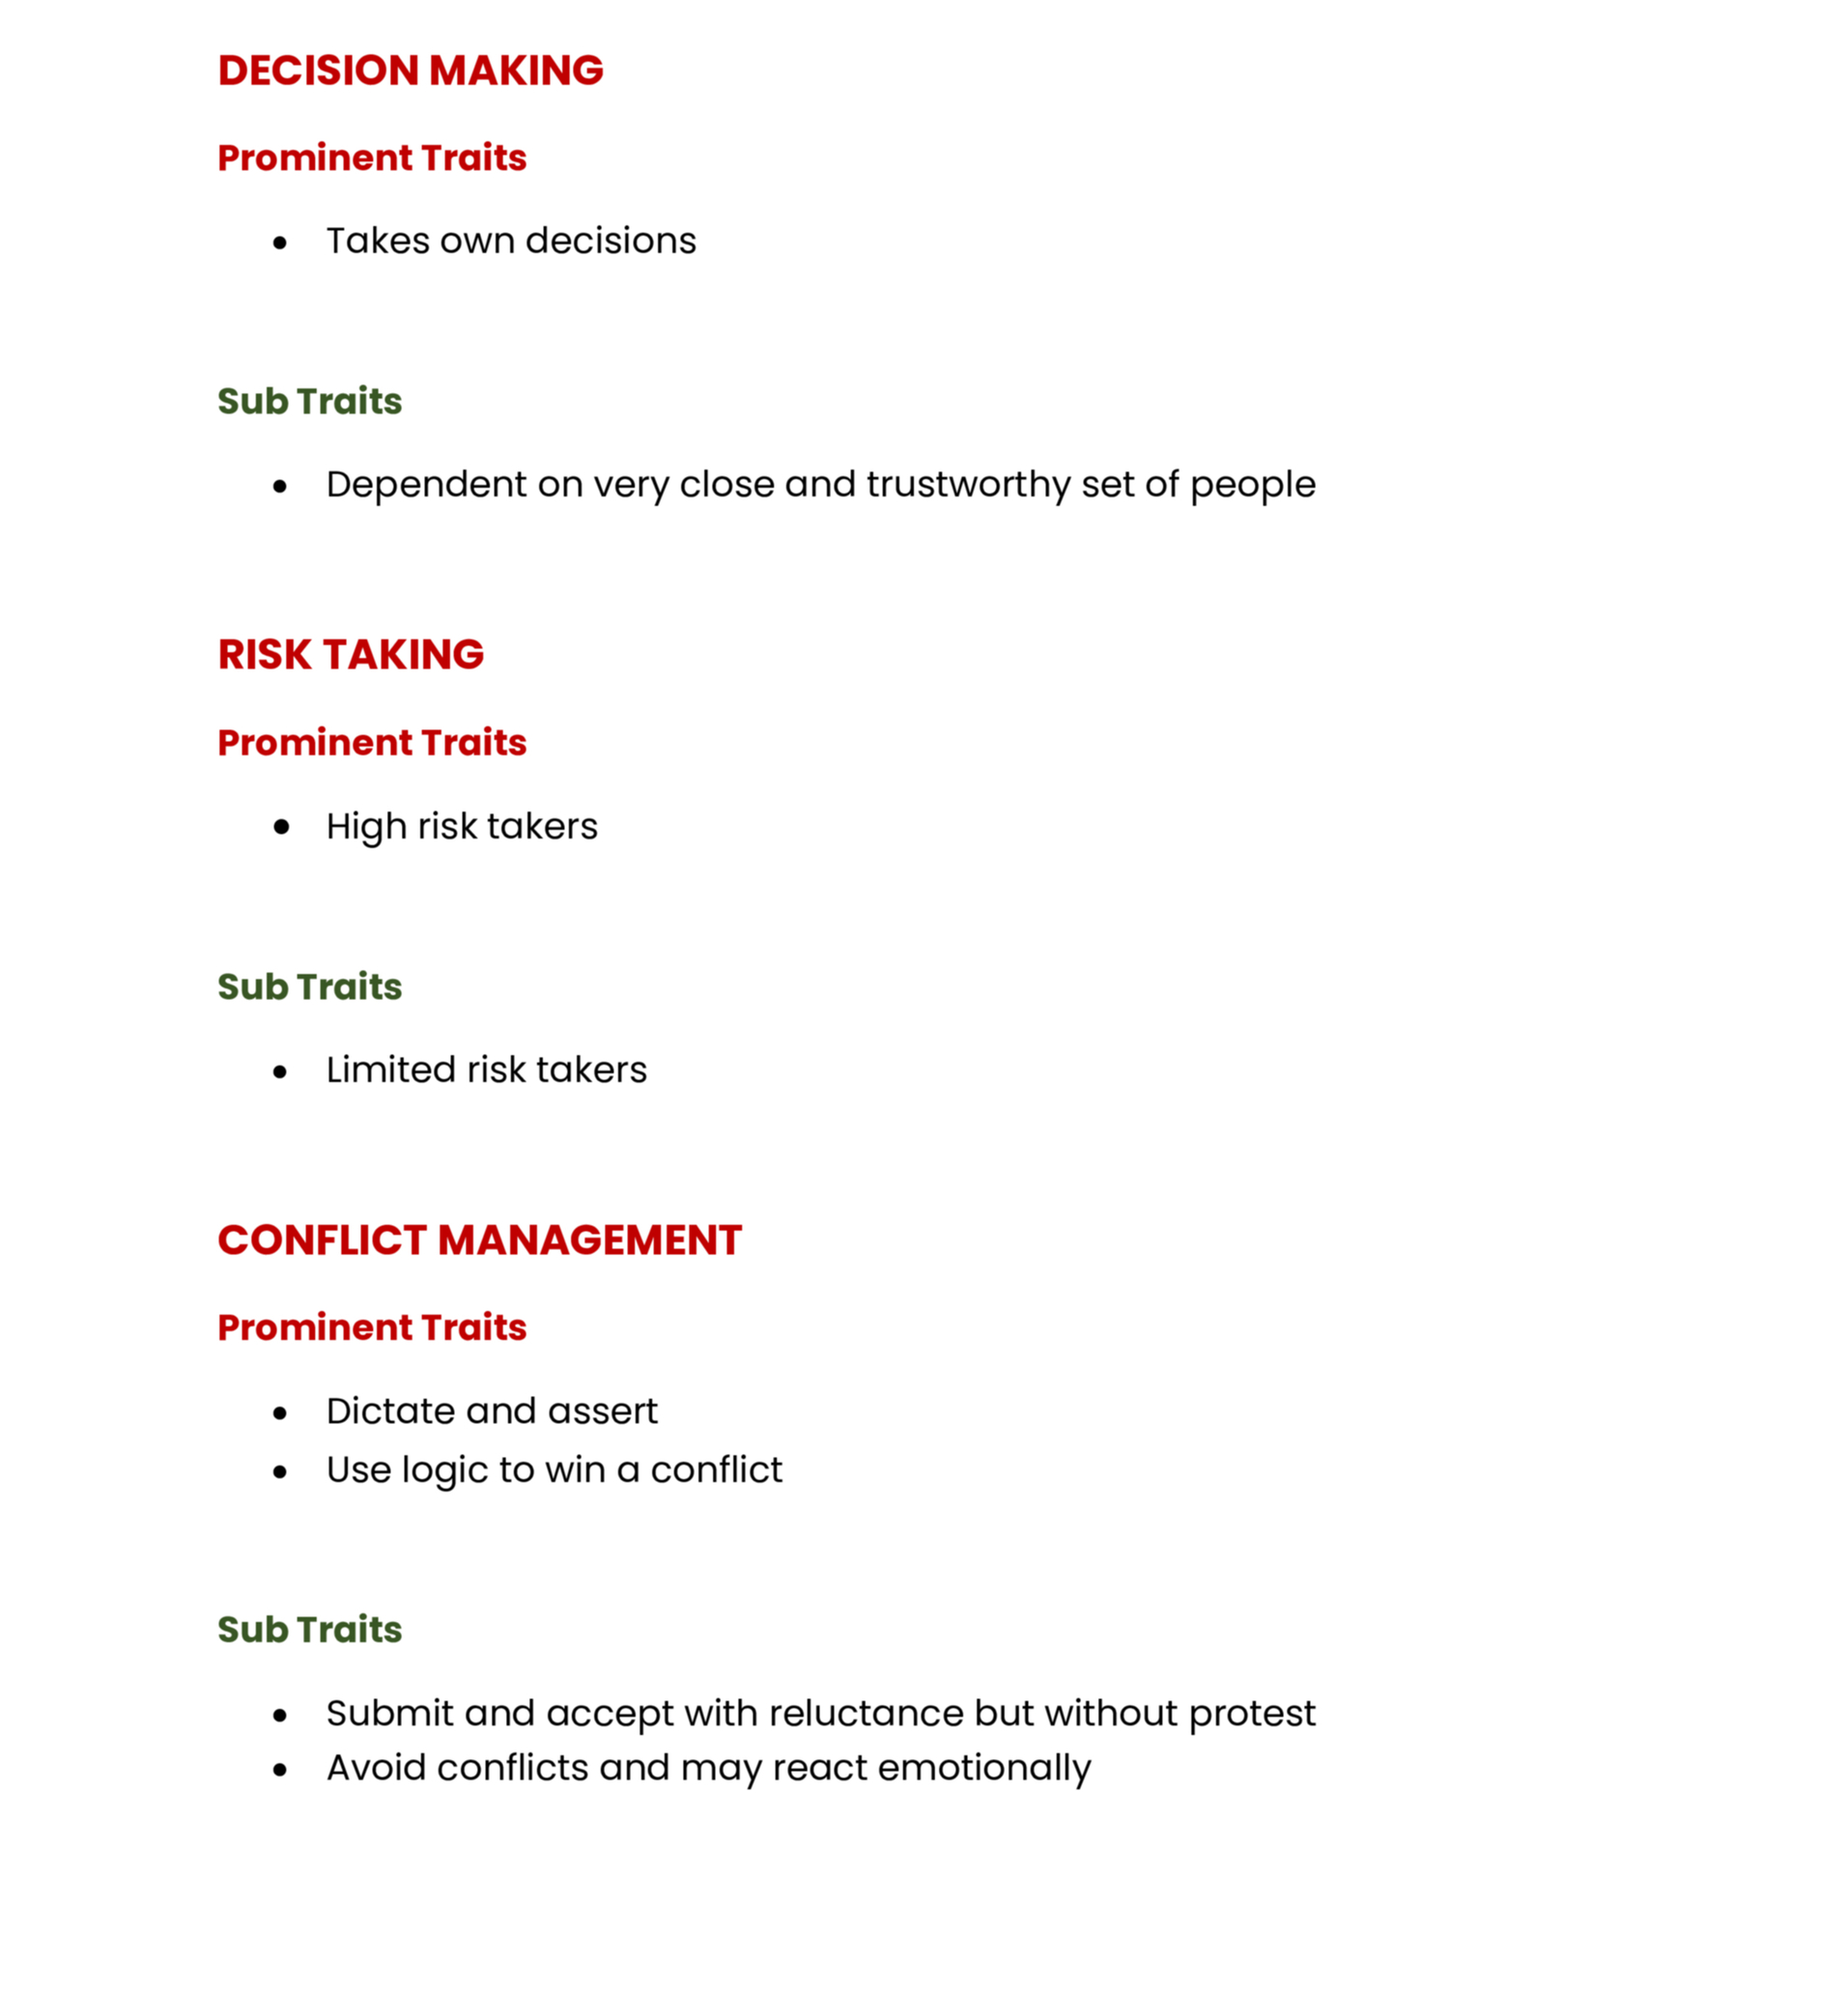 DECISION MAKING
Prominent Traits
● Takes own decisions
Sub Traits
● Dependent on very close and trustworthy set of people
RISK TAKING
Prominent Traits
● High risk takers
Sub Traits
● Limited risk takers
CONFLICT MANAGEMENT
Prominent Traits
● Dictate and assert
● Use logic to win a conflict
Sub Traits
● Submit and accept with reluctance but without protest
● Avoid conflicts and may react emotionally